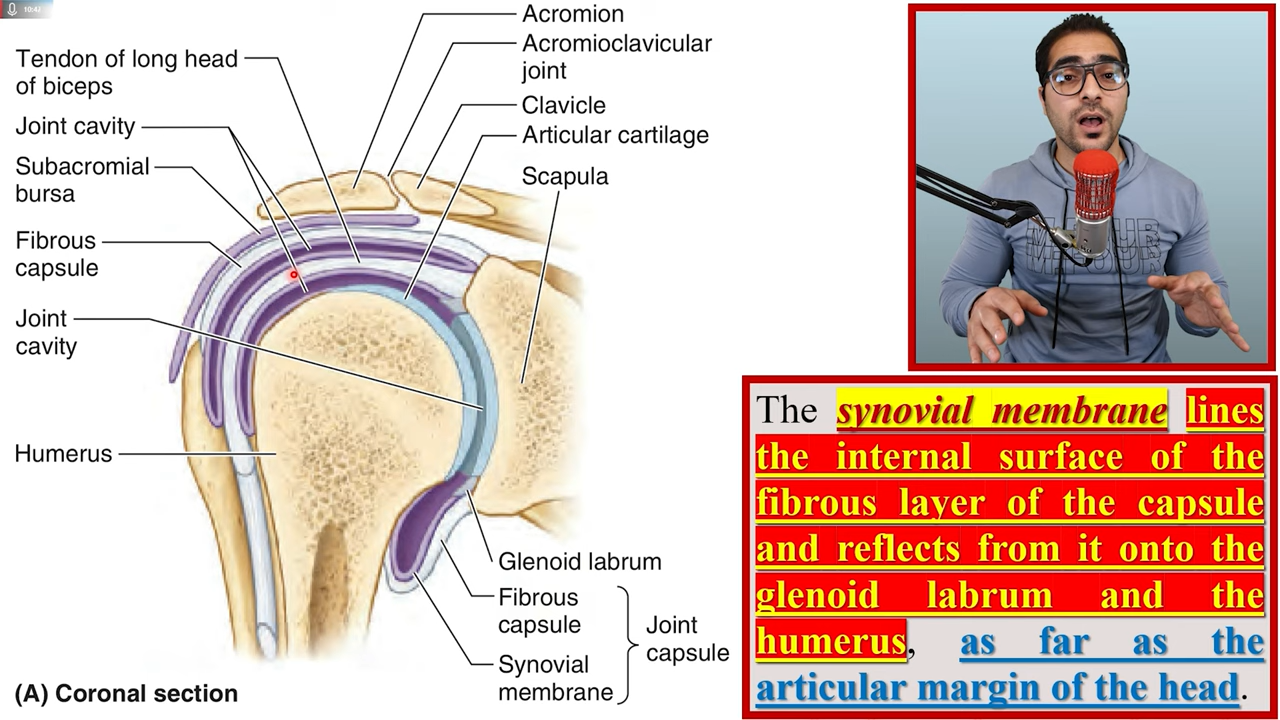 10:42
Acromion
Acromioclavicular
joint
Clavicle
Articular cartilage
Scapula
Tendon of long head
of biceps
Joint cavity
Subacromial
bursa
Fibrous
capsule
Joint
cavity
Humerus
Glenoid labrum
Fibrous
capsule
Synovial
membrane
Joint
capsule
(A) Coronal section
The synovial membrane lines
the internal surface of the
fibrous layer of the capsule
and reflects from it onto the
glenoid labrum and the
humerus, as far as the
articular margin of the head.